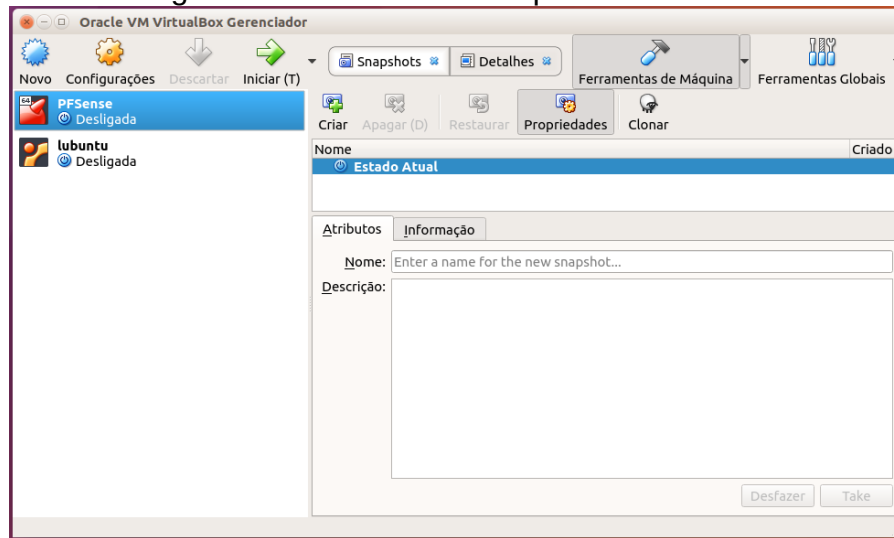 Oracle VM VirtualBox Gerenciador
Novo Configurações Descartar Iniciar (T) Snapshots Detalhes Ferramentas de Máquina Ferramentas Globais
64 PFSense
Desligada
lubuntu
Desligada
Criar Apagar (D) Restaurar Propriedades Clonar
Nome Criado
Estado Atual
Atributos Informação
Nome: Enter a name for the new snapshot...
Descrição:
Desfazer Take